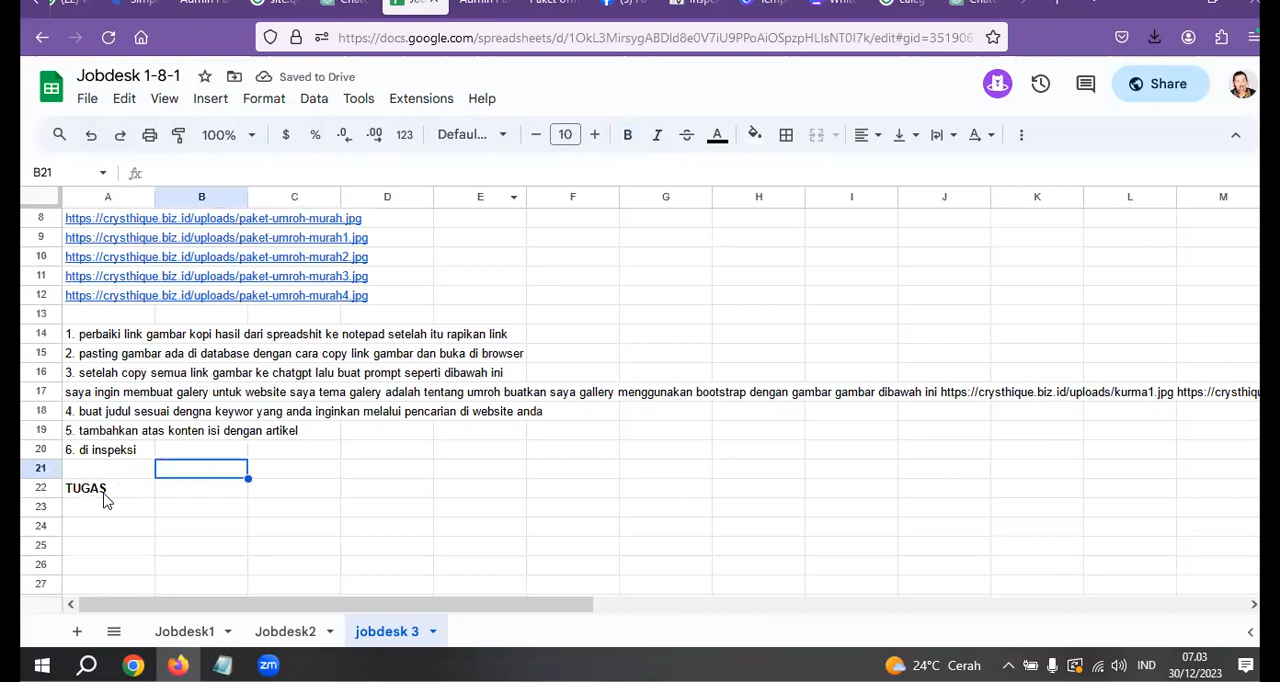 https://docs.google.com/spreadsheets/d/1OkL3MirsygABDId8e0V7iU9PPoAiOSpzpHLIsNT0I7k/edit#gid=351906
Jobdesk 1-8-1
Saved to Drive
File Edit View Insert Format Data Tools Extensions Help
Share
100% $ % .0 .00 123 Defaul... 10 B I A
B21
A B C D E F G H I J K L M
8 https://crysthique.biz.id/uploads/paket-umroh-murah.jpg
9 https://crysthique.biz.id/uploads/paket-umroh-murah1.jpg
10 https://crysthique.biz.id/uploads/paket-umroh-murah2.jpg
11 https://crysthique.biz.id/uploads/paket-umroh-murah3.jpg
12 https://crysthique.biz.id/uploads/paket-umroh-murah4.jpg
13
14 1. perbaiki link gambar kopi hasil dari spreadshit ke notepad setelah itu rapikan link
15 2. pasting gambar ada di database dengan cara copy link gambar dan buka di browser
16 3. setelah copy semua link gambar ke chatgpt lalu buat prompt seperti dibawah ini
17 saya ingin membuat galery untuk website saya tema galery adalah tentang umroh buatkan saya gallery menggunakan bootstrap dengan gambar gambar dibawah ini https://crysthique.biz.id/uploads/kurma1.jpg https://crysthiq
18 4. buat judul sesuai dengna keywor yang anda inginkan melalui pencarian di website anda
19 5. tambahkan atas konten isi dengan artikel
20 6. di inspeksi
21
22 TUGAS
23
24
25
26
27
Jobdesk1 Jobdesk2 jobdesk 3
zm 24°C Cerah IND 07.03
30/12/2023